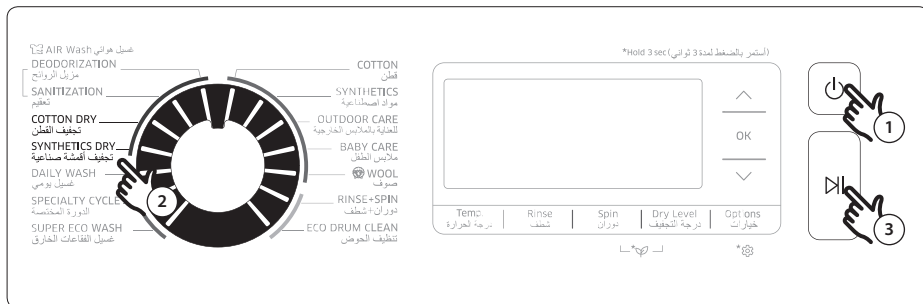 غسيل هوائي AIR Wash
DEODORIZATION
مزيل الروائح
SANITIZATION
تعقيم
COTTON DRY
تجفيف القطن
SYNTHETICS DRY
تجفيف أقمشة صناعية
DAILY WASH
غسيل يومي
SPECIALTY CYCLE
الدورة المختصة
SUPER ECO WASH
غسيل الفقاعات الخارق
COTTON
قطن
SYNTHETICS
مواد اصطناعية
OUTDOOR CARE
للعناية بالملابس الخارجية
BABY CARE
ملابس الطفل
WOOL
صوف
RINSE+SPIN
دوران+شطف
ECO DRUM CLEAN
تنظيف الحوض
2
*Hold 3 sec (أستمر بالضغط لمدة 3 ثواني)
OK
Temp. Rinse Spin Dry Level Options
درجة الحرارة شطف دوران درجة التجفيف خيارات
* *
1
3